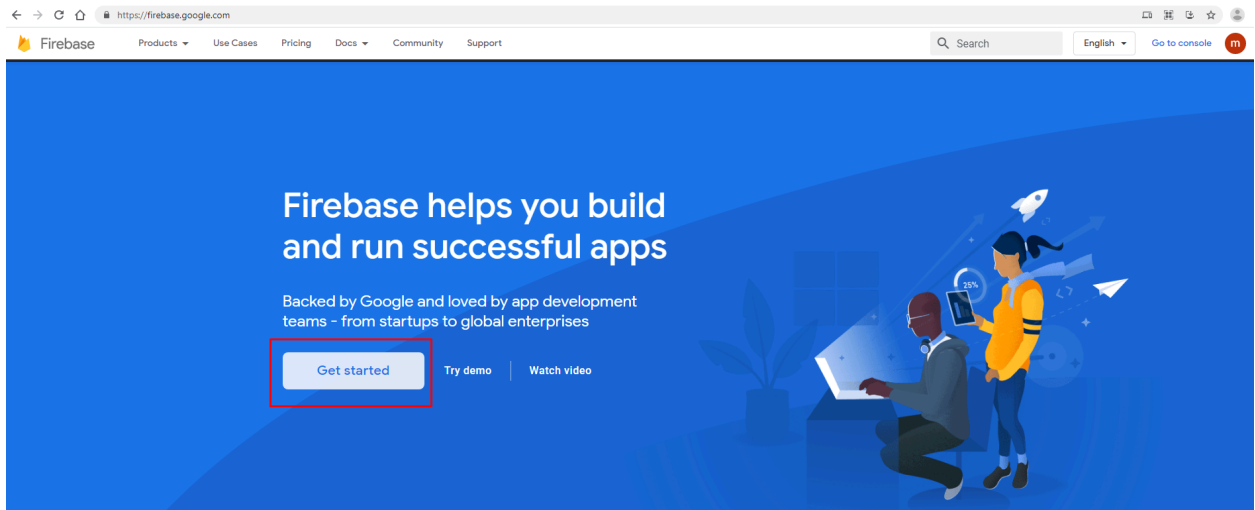 https://firebase.google.com
Firebase Products Use Cases Pricing Docs Community Support Search English Go to console m
Firebase helps you build
and run successful apps
Backed by Google and loved by app development
teams - from startups to global enterprises
Get started Try demo Watch video
25%